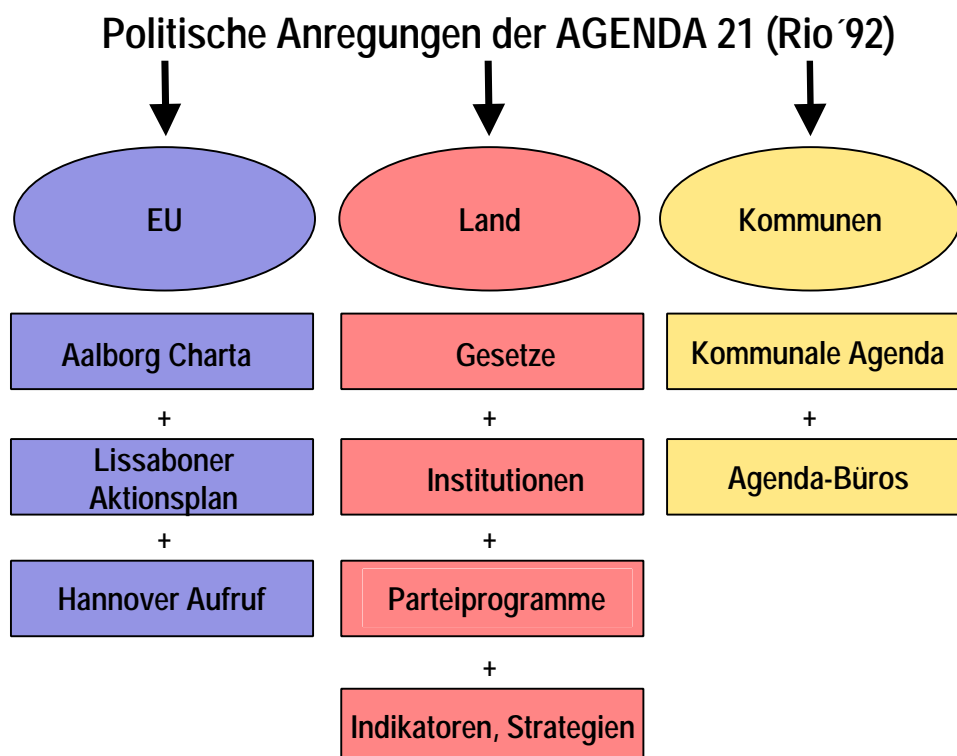 Politische Anregungen der AGENDA 21 (Rio´92)
EU
Land
Kommunen
Aalborg Charta
Gesetze
Kommunale Agenda
+
+
+
Lissaboner
Aktionsplan
Institutionen
Agenda-Büros
+
+
Hannover Aufruf
Parteiprogramme
+
Indikatoren, Strategien